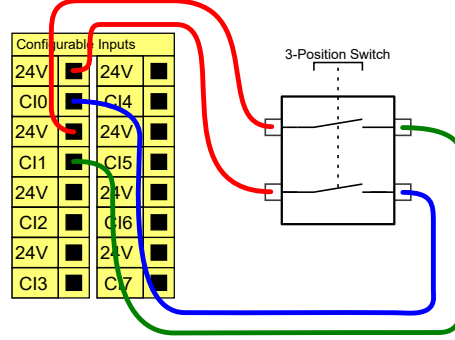 Configurable Inputs
3-Position Switch
24V 24V
CI0 CI4
24V 24V
CI1 CI5
24V 24V
CI2 CI6
24V 24V
CI3 CI7